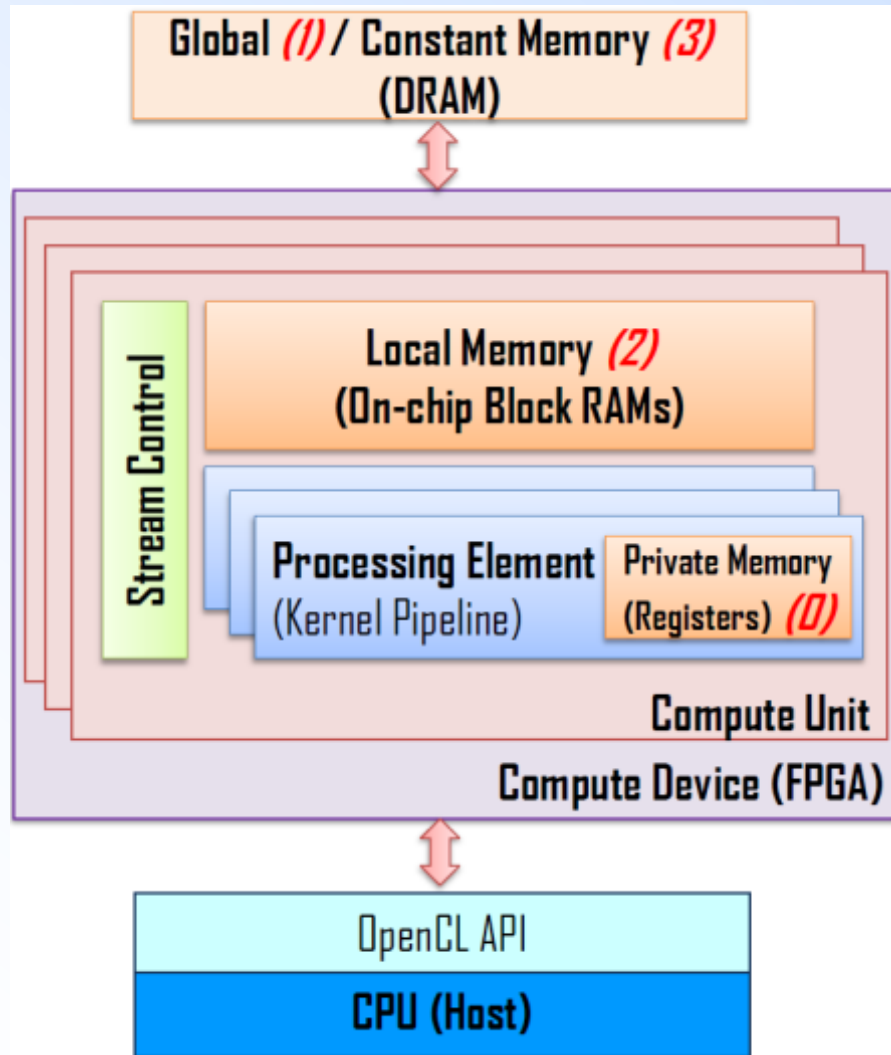 Global (1) / Constant Memory (3)
(DRAM)
Stream Control
Local Memory (2)
(On-chip Block RAMs)
Processing Element
(Kernel Pipeline)
Private Memory
(Registers) (0)
Compute Unit
Compute Device (FPGA)
OpenCL API
CPU (Host)